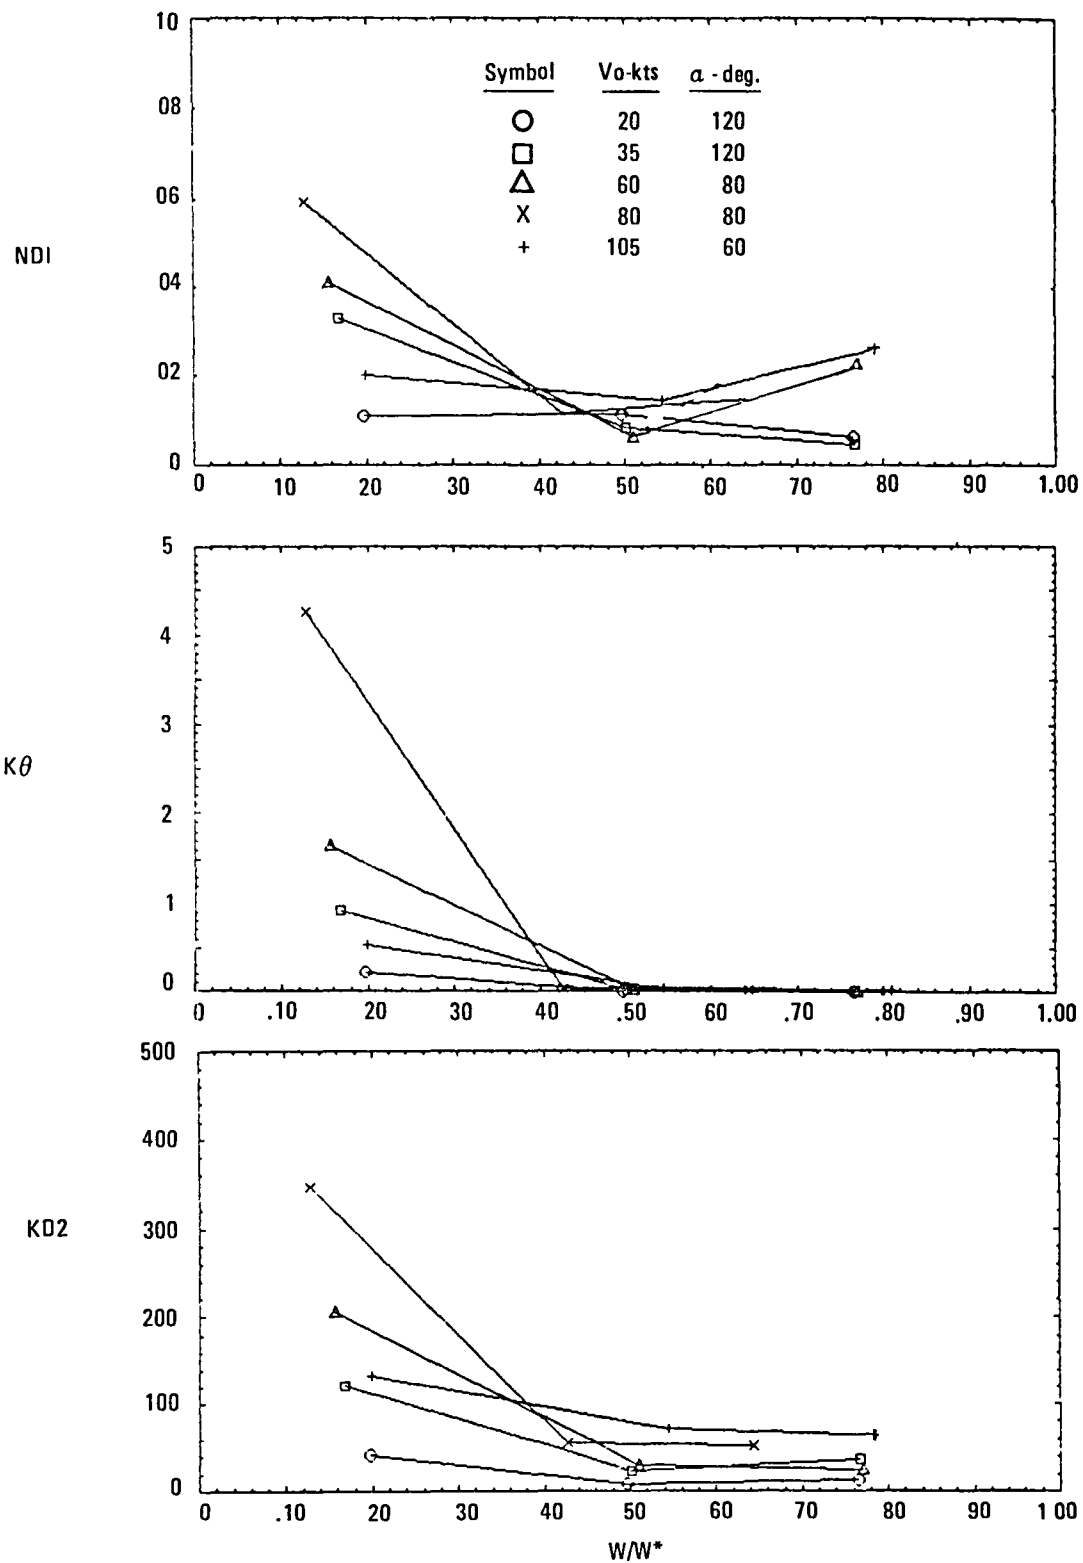 10
08
06
04
02
0
NDI
Symbol Vo-kts α - deg.
20 120
35 120
60 80
X 80 80
+ 105 60
0 10 20 30 40 50 60 70 80 90 1.00
5
4
3
2
1
0
Kθ
0 .10 20 30 40 .50 60 .70 .80 .90 1.00
500
400
300
200
100
0
KD2
0 .10 20 30 40 50 60 70 80 90 1 00
W/W*